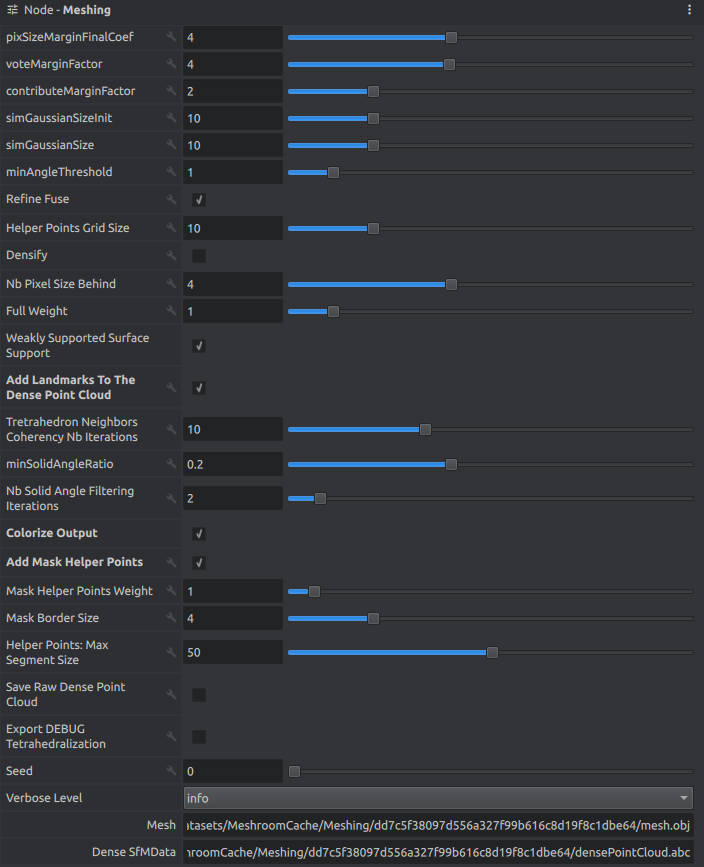 Node - Meshing
pixSizeMarginFinalCoef 4
voteMarginFactor 4
contributeMarginFactor 2
simGaussianSizeInit 10
simGaussianSize 10
minAngleThreshold 1
Refine Fuse
Helper Points Grid Size 10
Densify
Nb Pixel Size Behind 4
Full Weight 1
Weakly Supported Surface
Support
Add Landmarks To The
Dense Point Cloud
Tretrahedron Neighbors
Coherency Nb Iterations 10
minSolidAngleRatio 0.2
Nb Solid Angle Filtering
Iterations 2
Colorize Output
Add Mask Helper Points
Mask Helper Points Weight 1
Mask Border Size 4
Helper Points: Max
Segment Size 50
Save Raw Dense Point
Cloud
Export DEBUG
Tetrahedralization
Seed 0
Verbose Level info
Mesh atasets/MeshroomCache/Meshing/dd7c5f38097d556a327f99b616c8d19f8c1dbe64/mesh.obj
Dense SfMData hroomCache/Meshing/dd7c5f38097d556a327f99b616c8d19f8c1dbe64/densePointCloud.abc